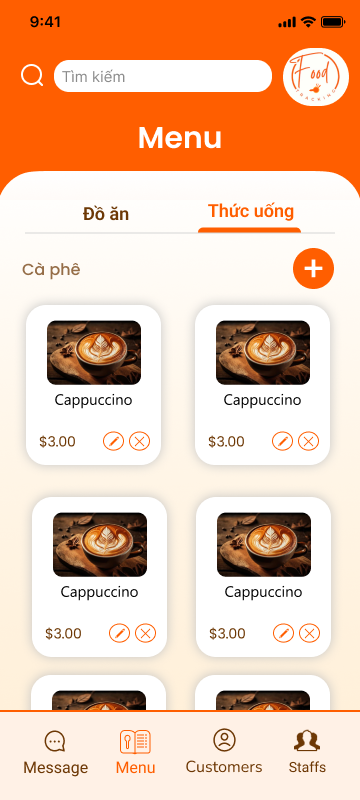 9:41
Tìm kiếm
Food
TRACKING
Menu
Đồ ăn
Thức uống
Cà phê
Cappuccino
Cappuccino
$3.00
$3.00
Cappuccino
Cappuccino
$3.00
$3.00
Message
Menu
Customers
Staffs